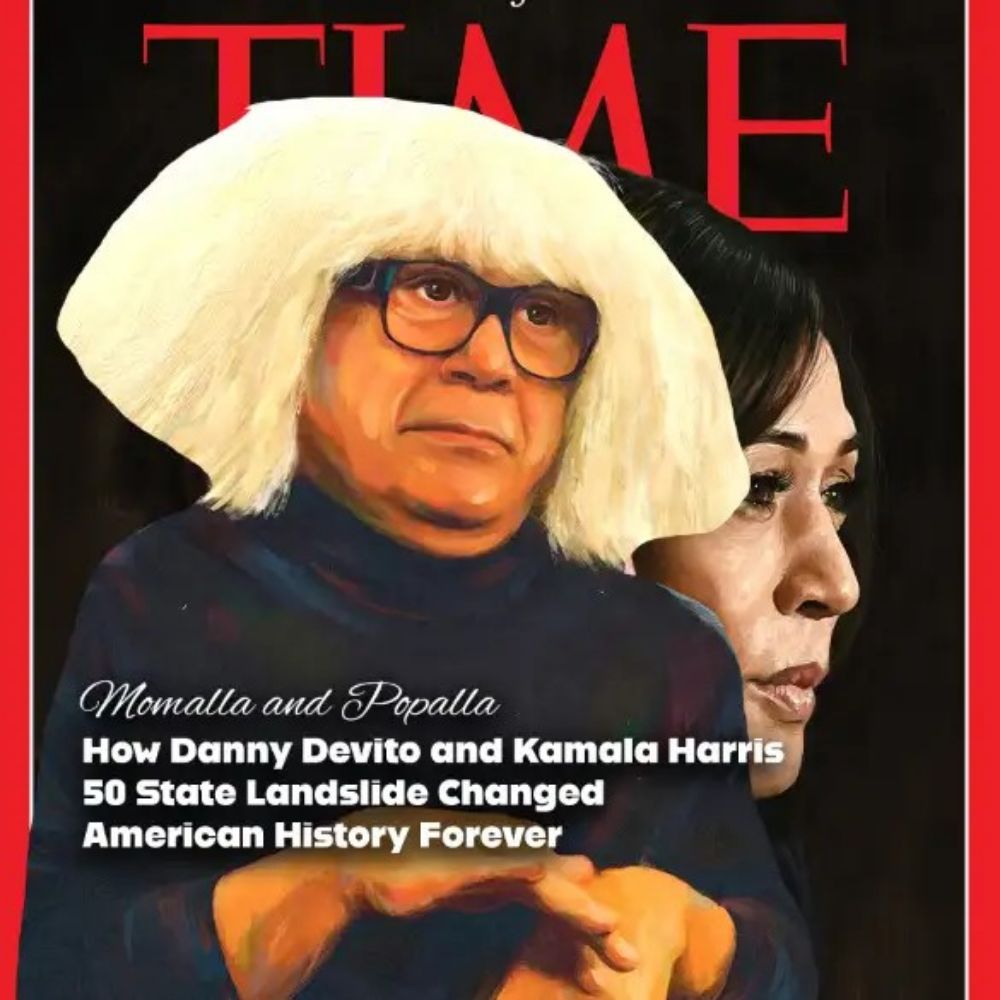 TIME
Momalla and Popalla
How Danny Devito and Kamala Harris
50 State Landslide Changed
American History Forever